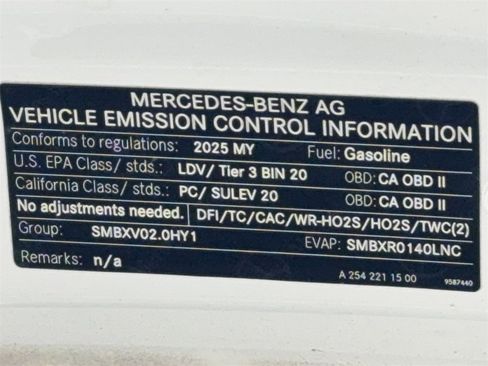 MERCEDES-BENZ AG
VEHICLE EMISSION CONTROL INFORMATION
Conforms to regulations: 2025 MY Fuel: Gasoline
U.S. EPA Class/ stds.: LDV/ Tier 3 BIN 20 OBD: CA OBD II
California Class/ stds.: PC/ SULEV 20 OBD: CA OBD II
No adjustments needed. DFI/TC/CAC/WR-HO2S/HO2S/TWC(2)
Group: SMBXV02.0HY1 EVAP: SMBXR0140LNC
Remarks: n/a
A 254 221 15 00 9587440